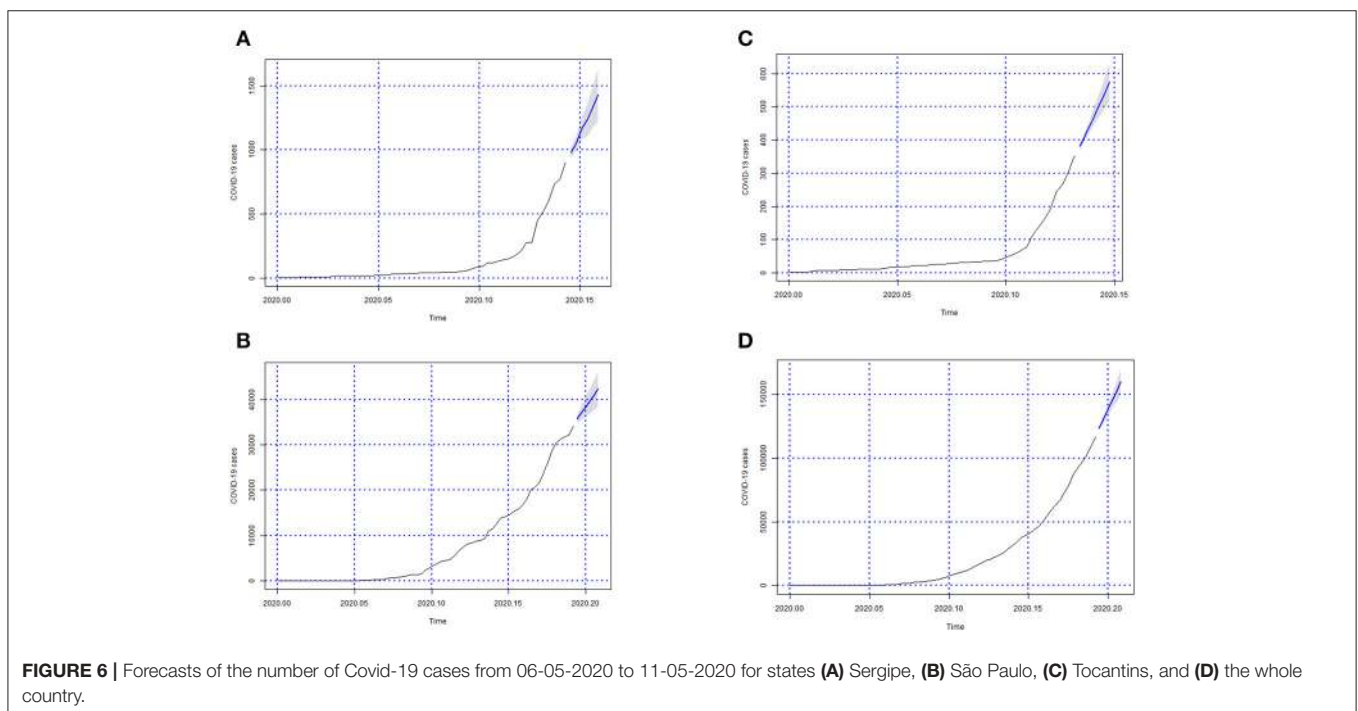 A
COVID-19 cases
1500
1000
500
0
2020.00 2020.05 2020.10 2020.15
Time
C
COVID-19 cases
600
500
400
300
200
100
0
2020.00 2020.05 2020.10 2020.15
Time
B
COVID-19 cases
40000
30000
20000
10000
0
2020.00 2020.05 2020.10 2020.15 2020.20
Time
D
COVID-19 cases
150000
100000
50000
0
2020.00 2020.05 2020.10 2020.15 2020.20
Time
FIGURE 6 | Forecasts of the number of Covid-19 cases from 06-05-2020 to 11-05-2020 for states (A) Sergipe, (B) São Paulo, (C) Tocantins, and (D) the whole
country.